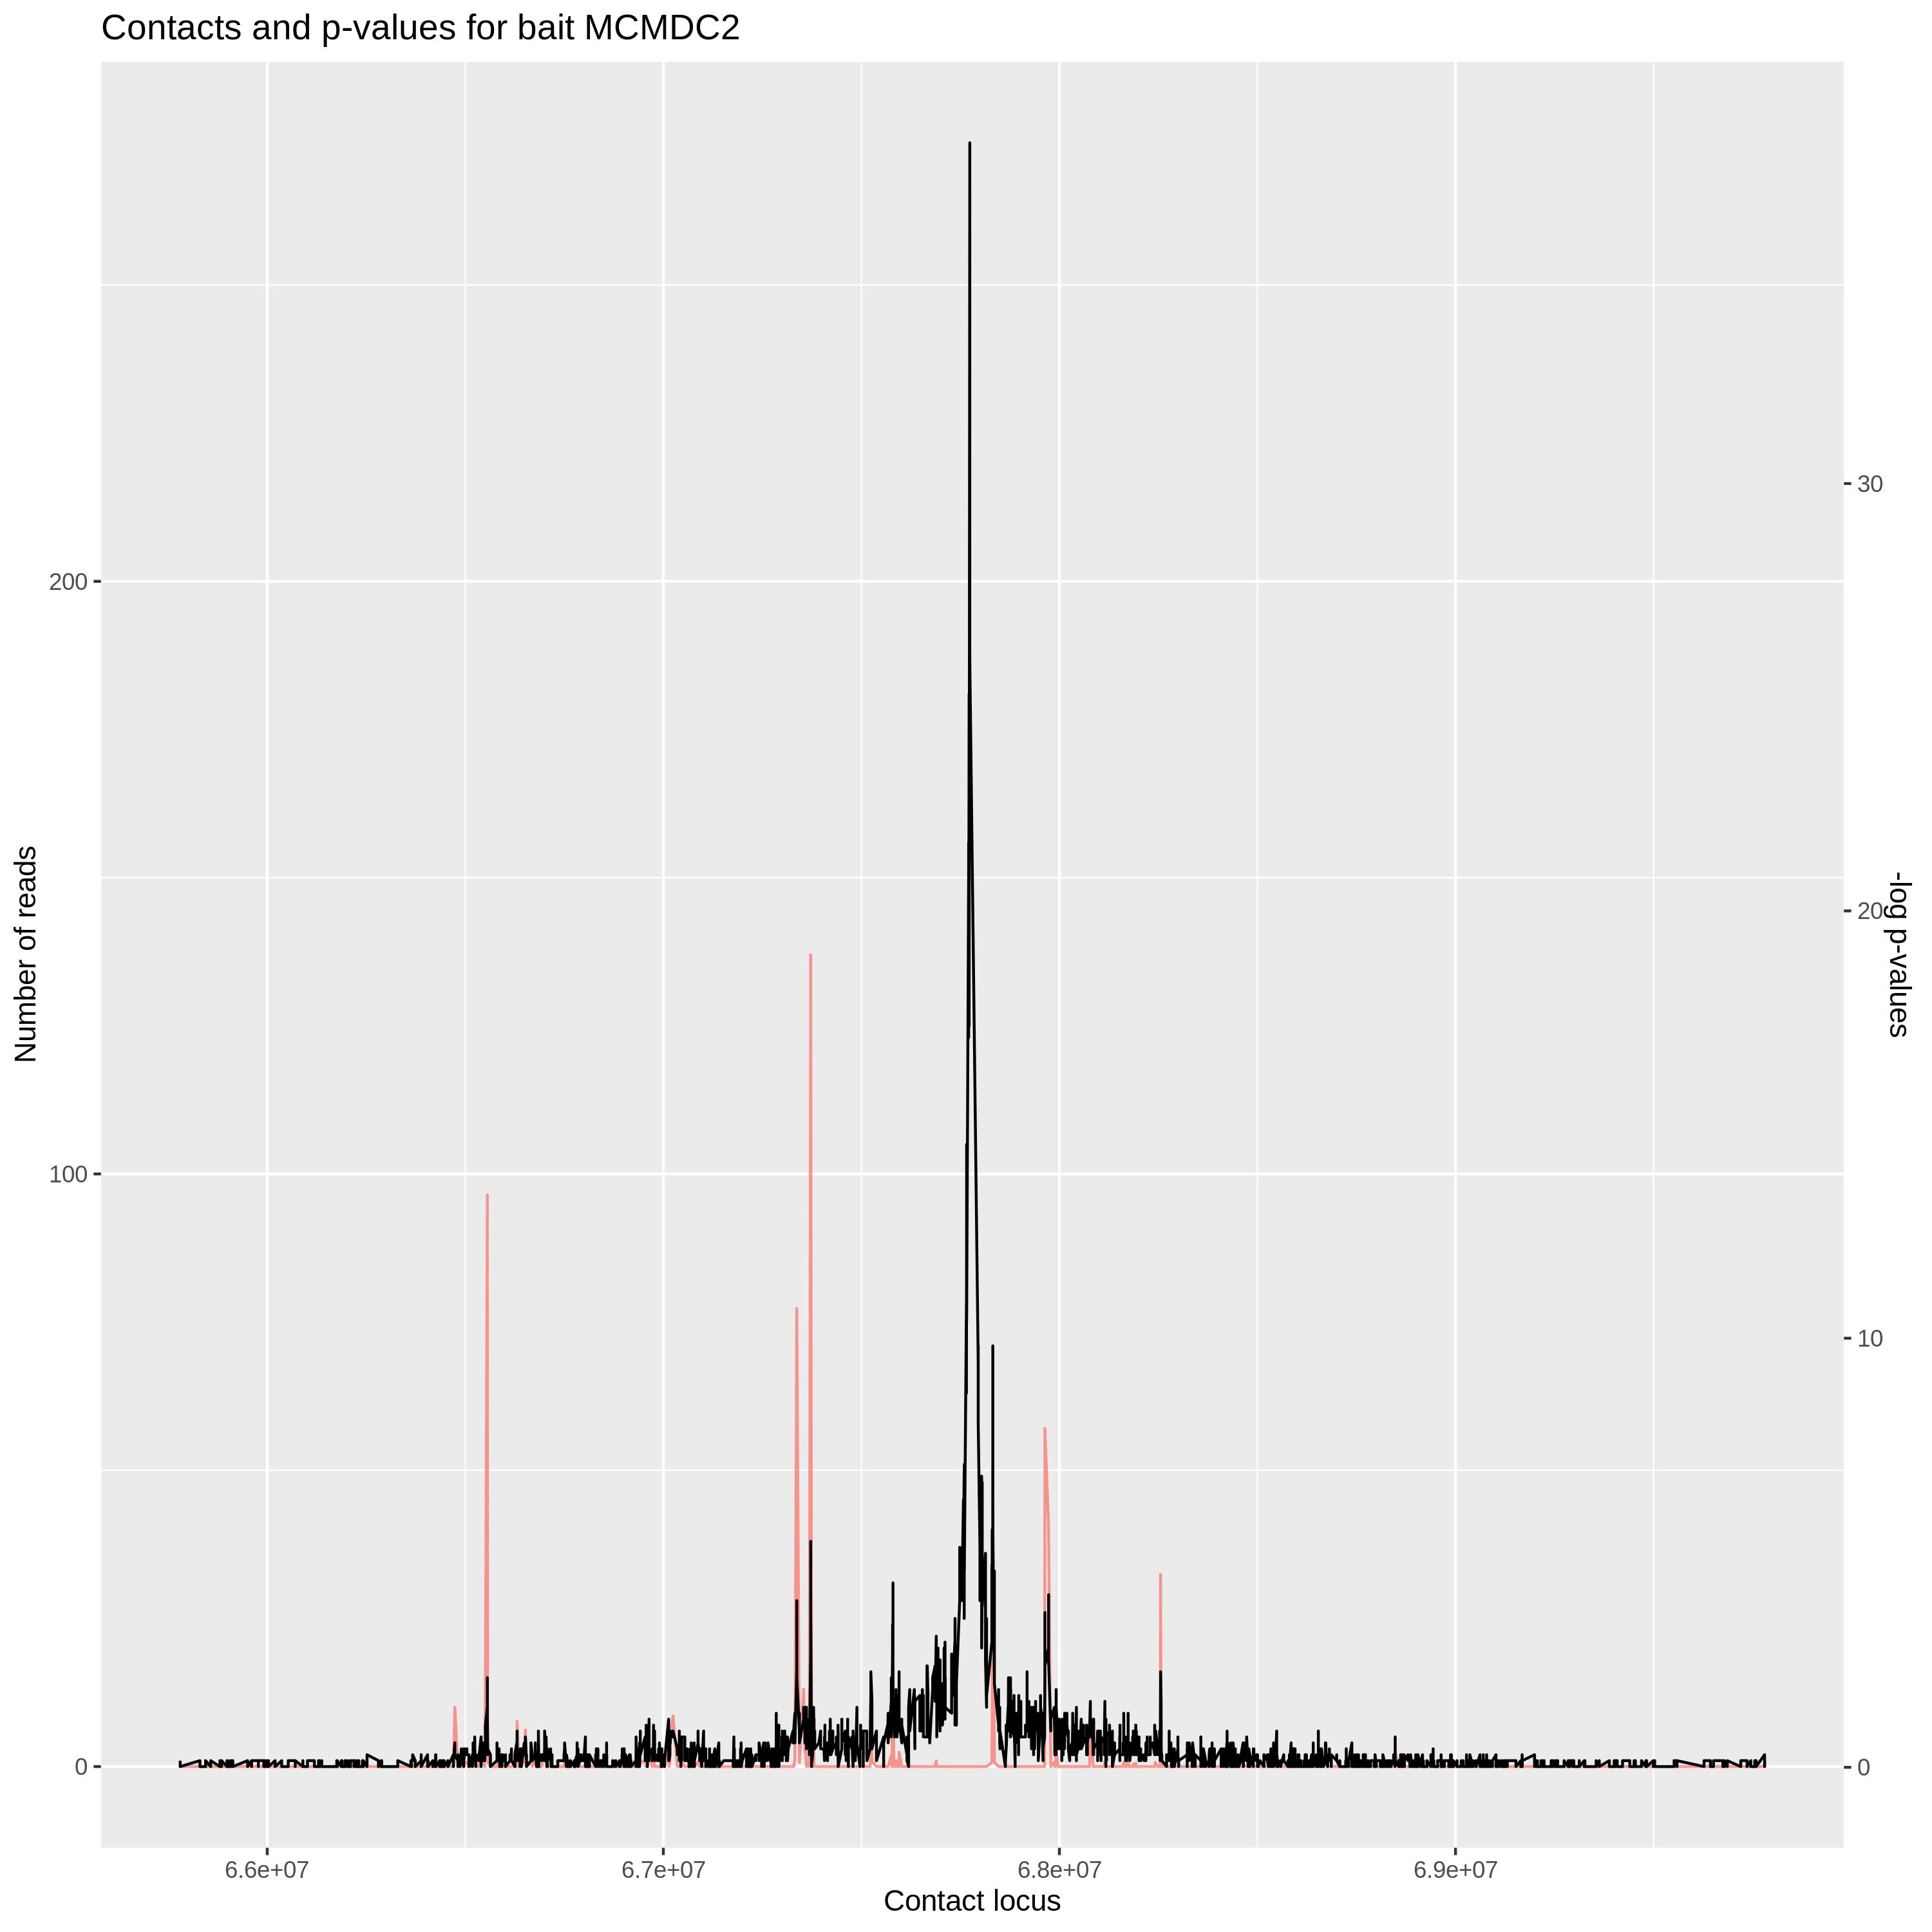 Contacts and p-values for bait MCMDC2
Number of reads
200
100
0
30
20
10
0
-log p-values
6.6e+07
6.7e+07
6.8e+07
6.9e+07
Contact locus